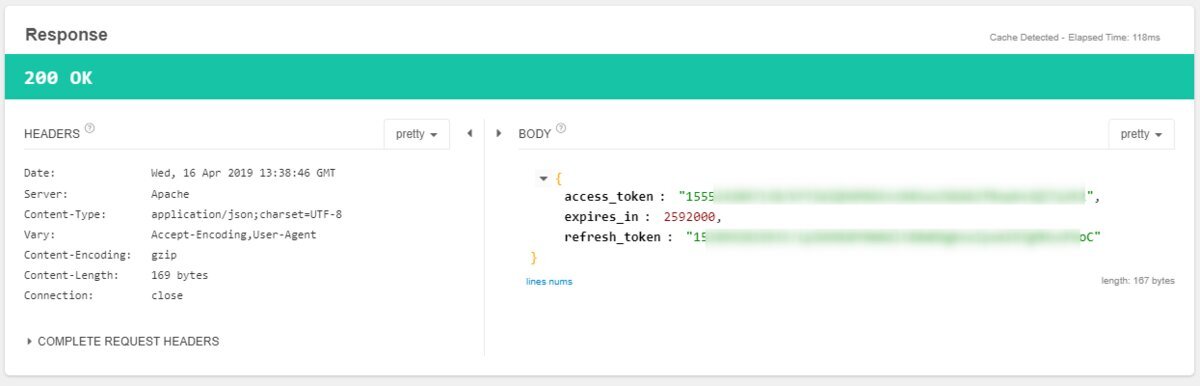 Response
Cache Detected - Elapsed Time: 118ms
200 OK
HEADERS ?
pretty
Date: Wed, 16 Apr 2019 13:38:46 GMT
Server: Apache
Content-Type: application/json;charset=UTF-8
Vary: Accept-Encoding,User-Agent
Content-Encoding: gzip
Content-Length: 169 bytes
Connection: close
COMPLETE REQUEST HEADERS
BODY ?
pretty
{
access_token : "1555 ",
expires_in : 2592000,
refresh_token : "15 oC"
}
lines nums
length: 167 bytes